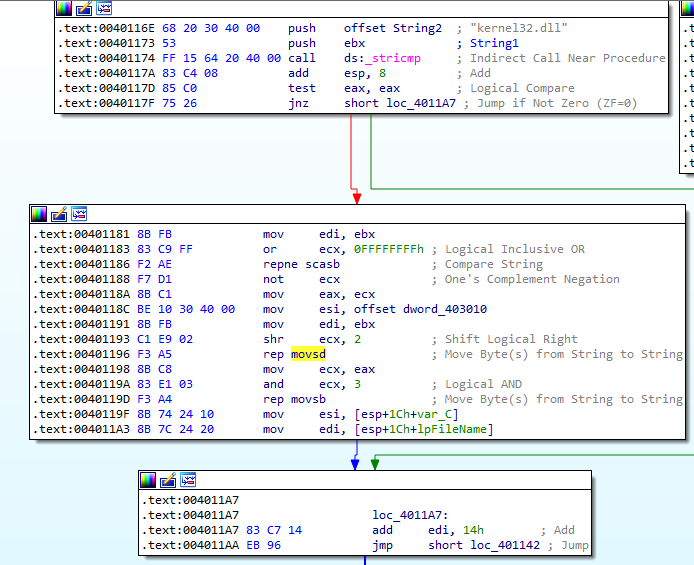 .text:0040116E 68 20 30 40 00 push offset String2 ; "kernel32.dll"
.text:00401173 53 push ebx ; String1
.text:00401174 FF 15 64 20 40 00 call ds:_stricmp ; Indirect Call Near Procedure
.text:0040117A 83 C4 08 add esp, 8 ; Add
.text:0040117D 85 C0 test eax, eax ; Logical Compare
.text:0040117F 75 26 jnz short loc_4011A7 ; Jump if Not Zero (ZF=0)
.text:00401181 8B FB mov edi, ebx
.text:00401183 83 C9 FF or ecx, 0FFFFFFFFh ; Logical Inclusive OR
.text:00401186 F2 AE repne scasb ; Compare String
.text:00401188 F7 D1 not ecx ; One's Complement Negation
.text:0040118A 8B C1 mov eax, ecx
.text:0040118C BE 10 30 40 00 mov esi, offset dword_403010
.text:00401191 8B FB mov edi, ebx
.text:00401193 C1 E9 02 shr ecx, 2 ; Shift Logical Right
.text:00401196 F3 A5 rep movsd ; Move Byte(s) from String to String
.text:00401198 8B C8 mov ecx, eax
.text:0040119A 83 E1 03 and ecx, 3 ; Logical AND
.text:0040119D F3 A4 rep movsb ; Move Byte(s) from String to String
.text:0040119F 8B 74 24 10 mov esi, [esp+1Ch+var_C]
.text:004011A3 8B 7C 24 20 mov edi, [esp+1Ch+lpFileName]
.text:004011A7
.text:004011A7 loc_4011A7:
.text:004011A7 83 C7 14 add edi, 14h ; Add
.text:004011AA EB 96 jmp short loc_401142 ; Jump